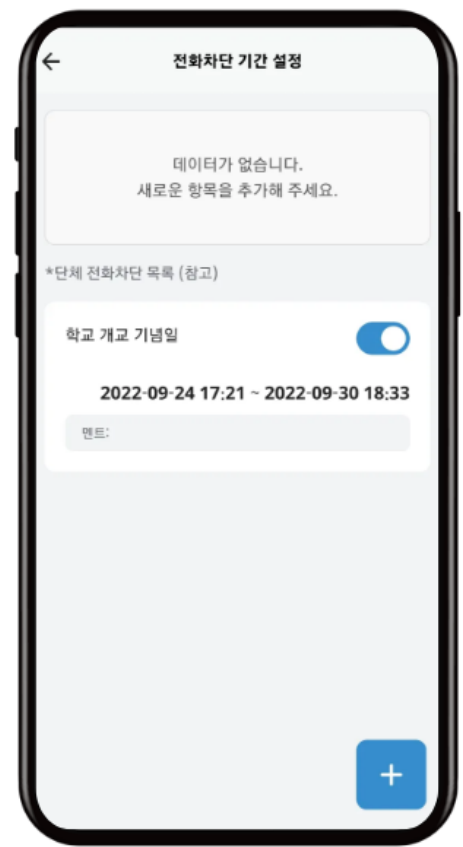 전화차단 기간 설정
데이터가 없습니다.
새로운 항목을 추가해 주세요.
*단체 전화차단 목록 (참고)
학교 개교 기념일
2022-09-24 17:21 ~ 2022-09-30 18:33
멘트: